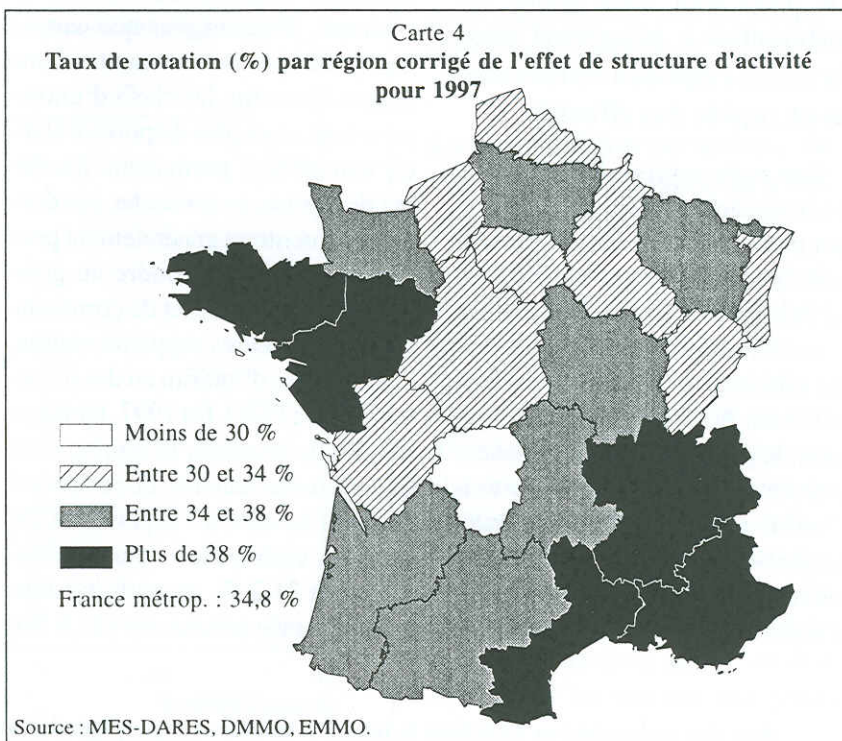 Carte 4
Taux de rotation (%) par région corrigé de l'effet de structure d'activité
pour 1997
Moins de 30 %
Entre 30 et 34 %
Entre 34 et 38 %
Plus de 38 %
France métrop. : 34,8 %
Source : MES-DARES, DMMO, EMMO.